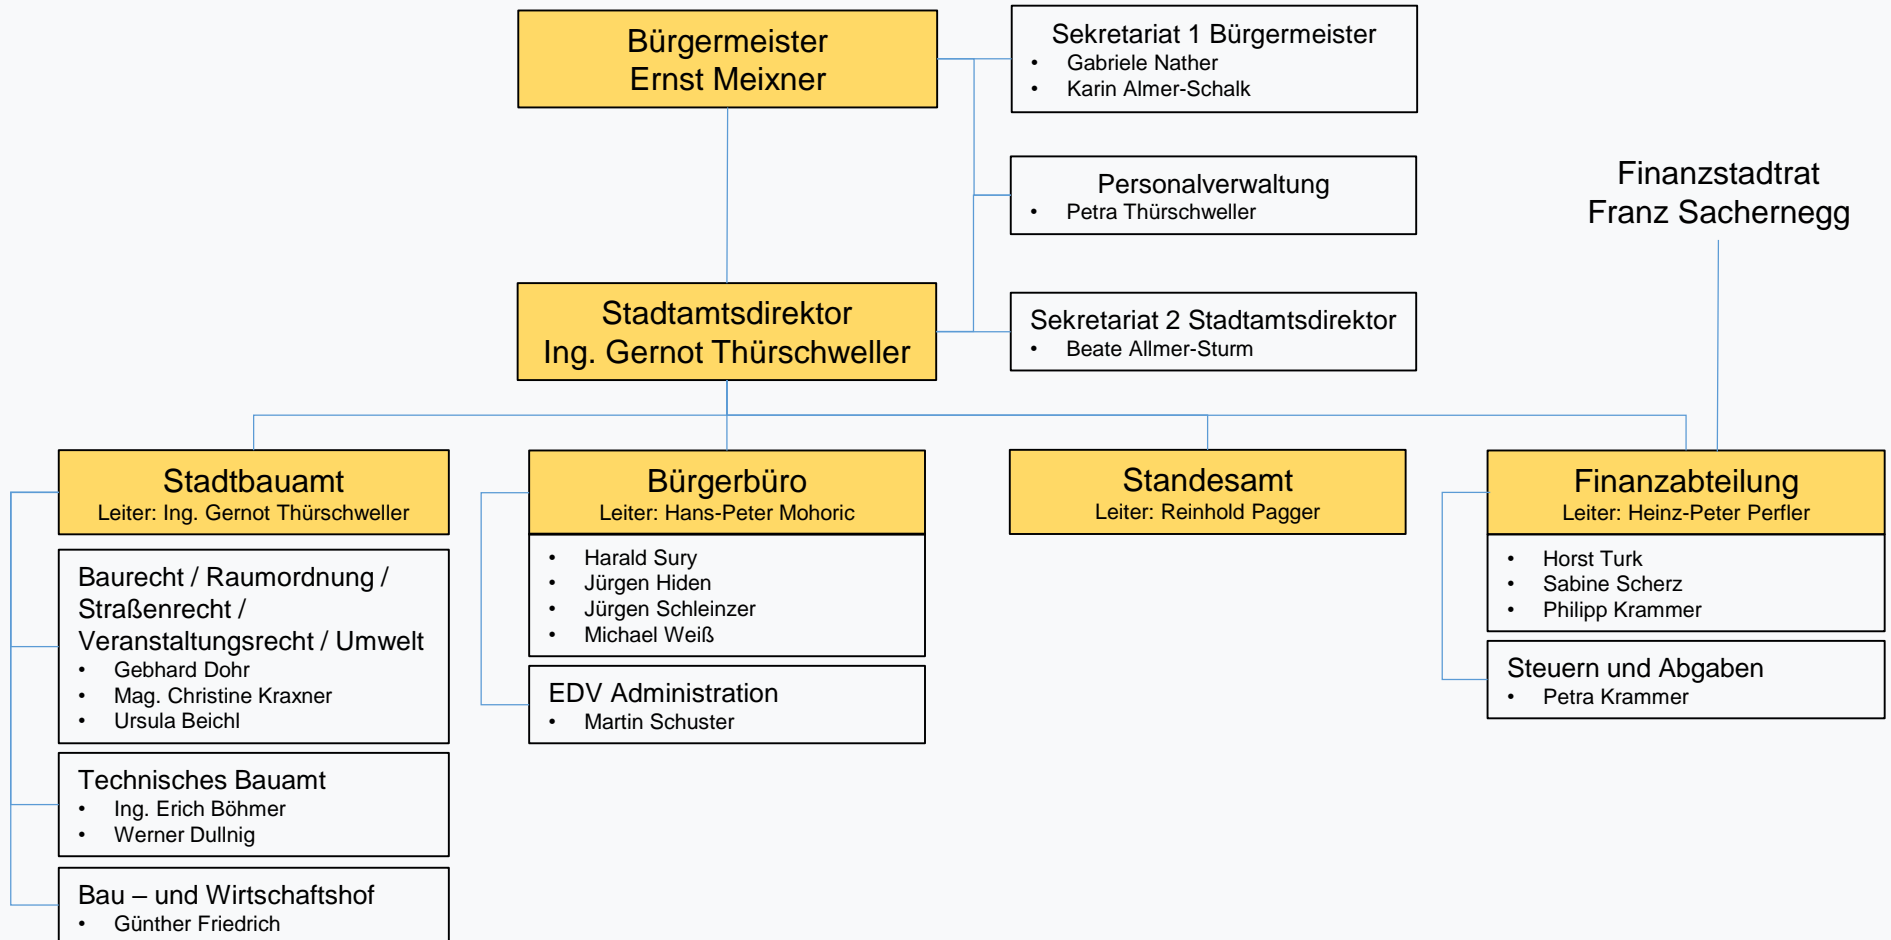 Bürgermeister
Ernst Meixner
Sekretariat 1 Bürgermeister
• Gabriele Nather
• Karin Almer-Schalk
Personalverwaltung
• Petra Thürschweller
Finanzstadtrat
Franz Sachernegg
Stadtamtsdirektor
Ing. Gernot Thürschweller
Sekretariat 2 Stadtamtsdirektor
• Beate Allmer-Sturm
Stadtbauamt
Leiter: Ing. Gernot Thürschweller
Baurecht / Raumordnung /
Straßenrecht /
Veranstaltungsrecht / Umwelt
• Gebhard Dohr
• Mag. Christine Kraxner
• Ursula Beichl
Technisches Bauamt
• Ing. Erich Böhmer
• Werner Dullnig
Bau – und Wirtschaftshof
• Günther Friedrich
Bürgerbüro
Leiter: Hans-Peter Mohoric
• Harald Sury
• Jürgen Hiden
• Jürgen Schleinzer
• Michael Weiß
EDV Administration
• Martin Schuster
Standesamt
Leiter: Reinhold Pagger
Finanzabteilung
Leiter: Heinz-Peter Perfler
• Horst Turk
• Sabine Scherz
• Philipp Krammer
Steuern und Abgaben
• Petra Krammer